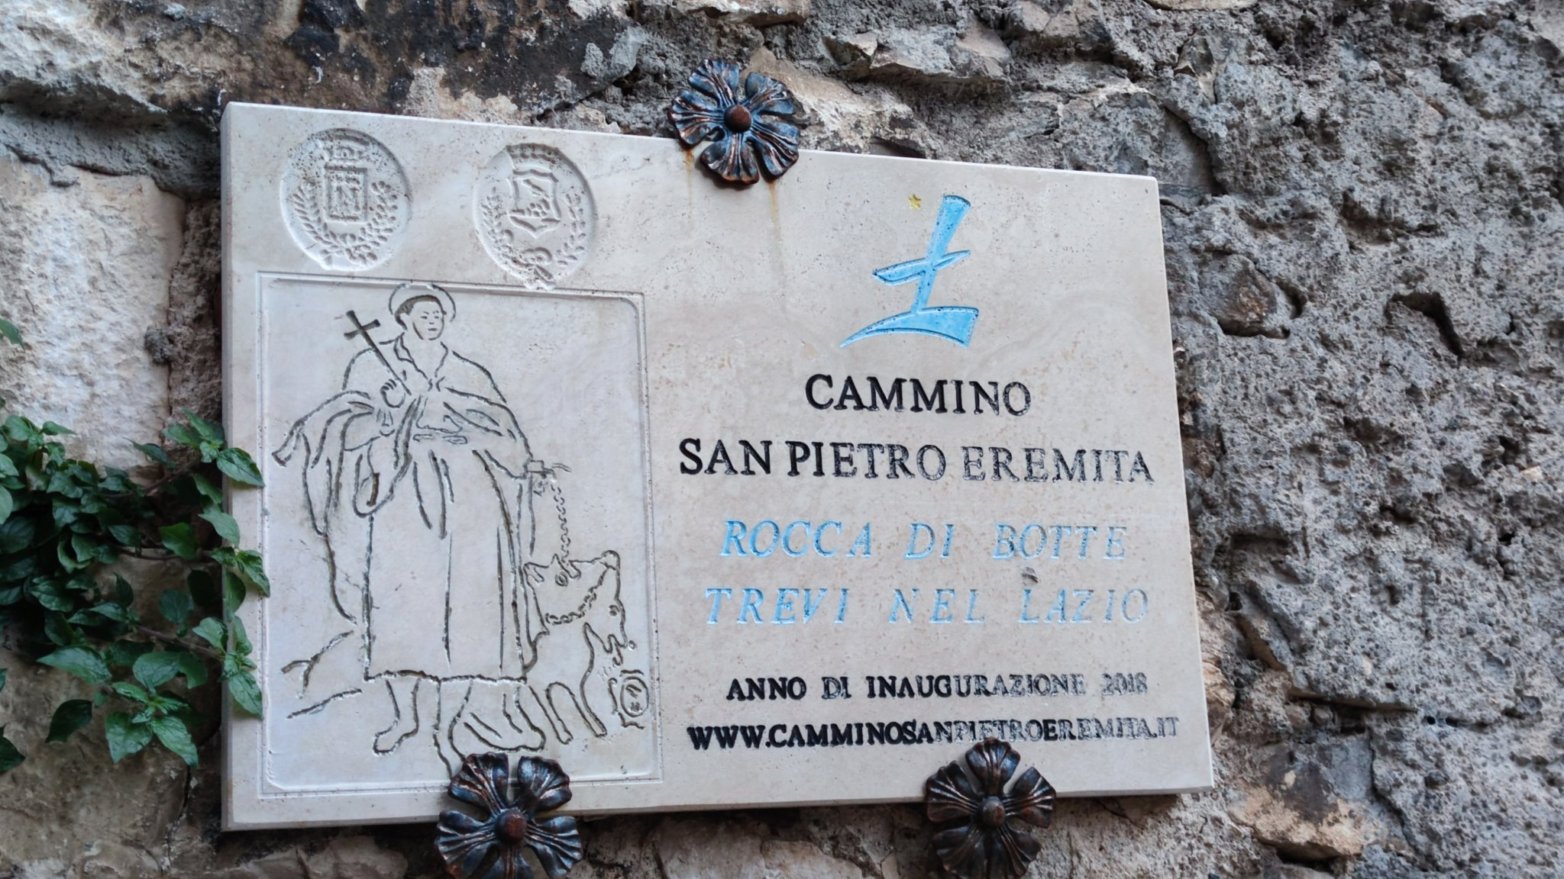 CAMMINO
SAN PIETRO EREMITA
ROCCA DI BOTTE
TREVI NEL LAZIO
ANNO DI INAUGURAZIONE 2018
WWW.CAMMINOSANPIETROEREMITA.IT